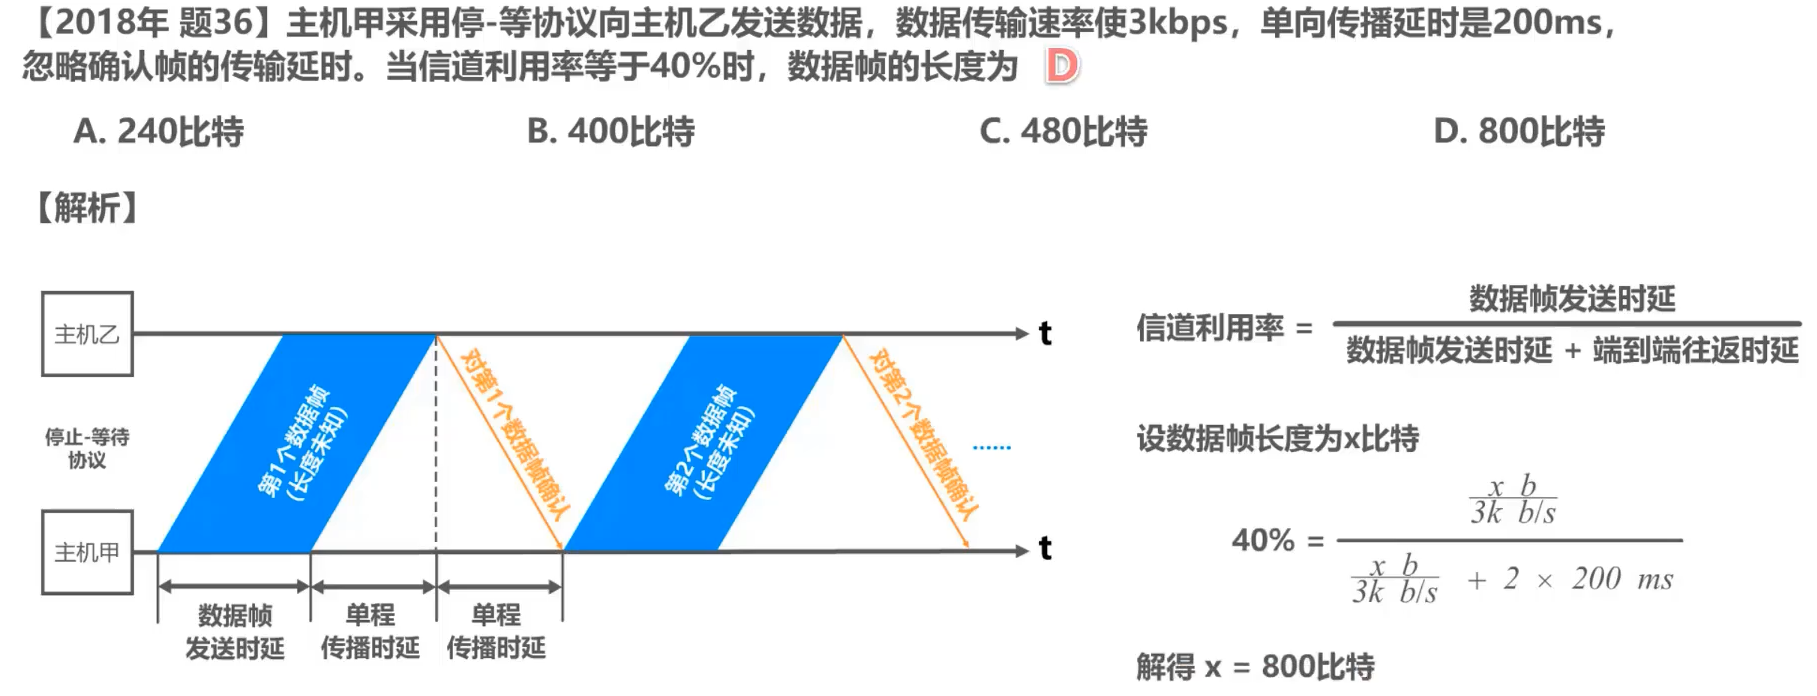 【2018年 题36】主机甲采用停-等协议向主机乙发送数据，数据传输速率使3kbps，单向传播延时是200ms，
忽略确认帧的传输延时。当信道利用率等于40%时，数据帧的长度为 D
A. 240比特 B. 400比特 C. 480比特 D. 800比特
【解析】
主机乙
t
第1个数据帧
(长度未知)
对第1个数据帧确认
第2个数据帧
(长度未知)
对第2个数据帧确认
······
停止-等待
协议
主机甲
t
数据帧
发送时延
单程
传播时延
单程
传播时延
数据帧发送时延
信道利用率 =
数据帧发送时延 + 端到端往返时延
设数据帧长度为x比特
x b
3k b/s
40% =
x b
3k b/s + 2 × 200 ms
解得 x = 800比特